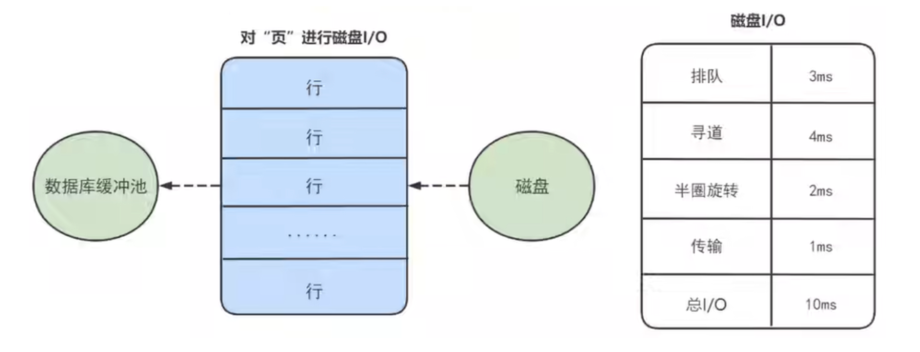 对“页”进行磁盘I/O
行
行
行
······
行
数据库缓冲池
磁盘
磁盘I/O
排队 3ms
寻道 4ms
半圈旋转 2ms
传输 1ms
总I/O 10ms